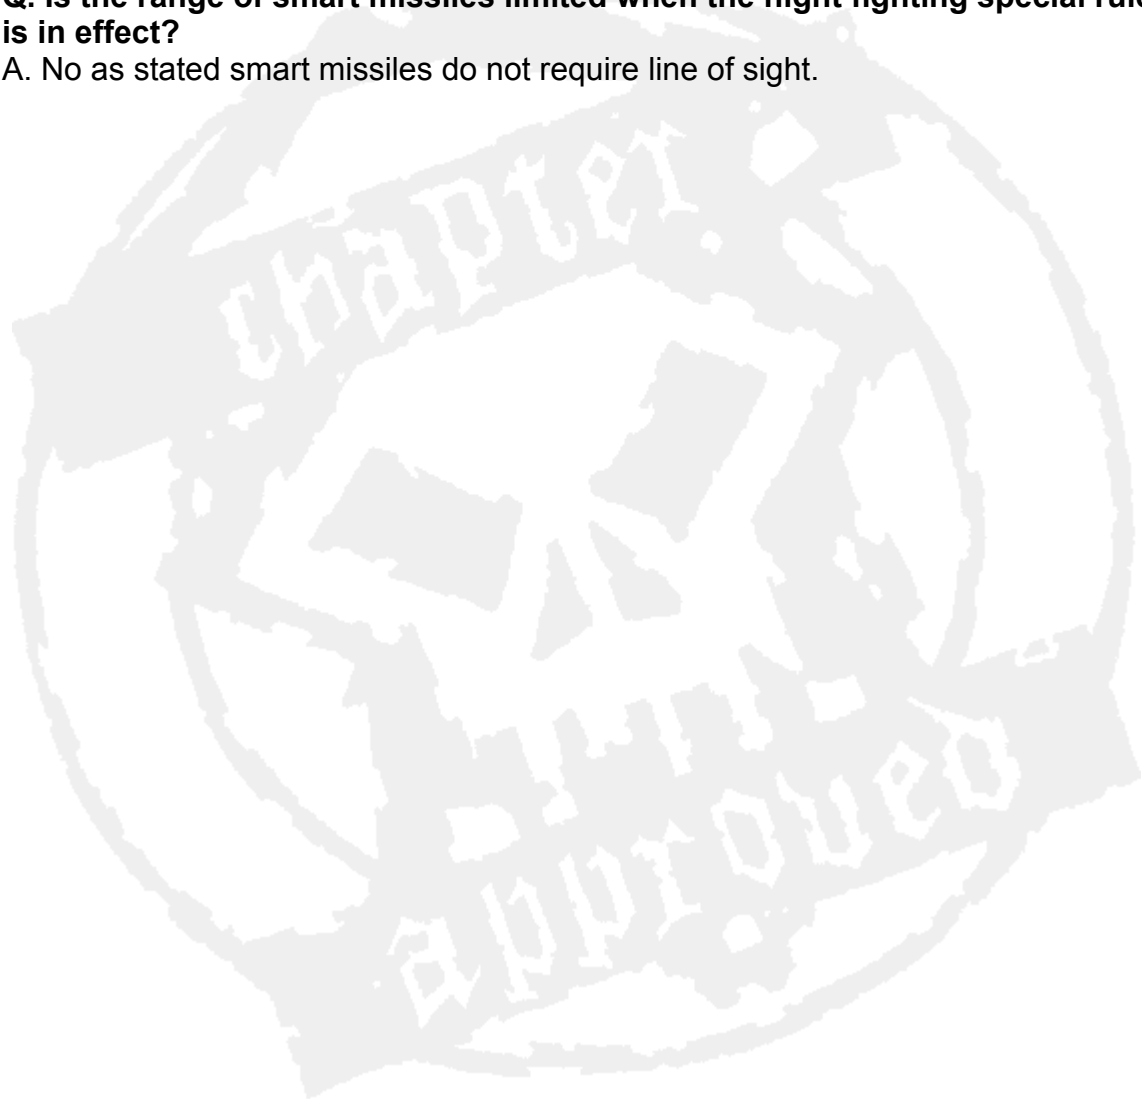 Q. Is the range of smart missiles limited when the night fighting special rule
is in effect?
A. No as stated smart missiles do not require line of sight.
chapter
approved